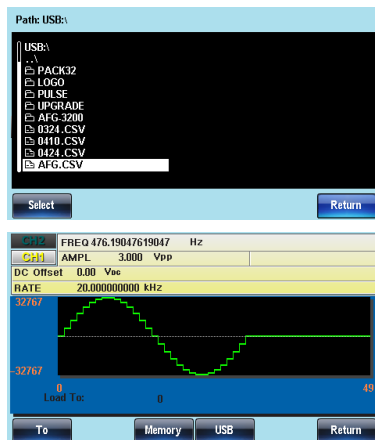 Path: USB:\
USB:\
..\
PACK32
LOGO
PULSE
UPGRADE
AFG-3200
0324.CSV
0410.CSV
0424.CSV
AFG.CSV
Select Return
CH2 FREQ 476.19047619047 Hz
CH1 AMPL 3.000 VPP
DC Offset 0.00 VDC
RATE 20.000000000 kHz
32767
-32767
0 49
Load To: 0
To Memory USB Return